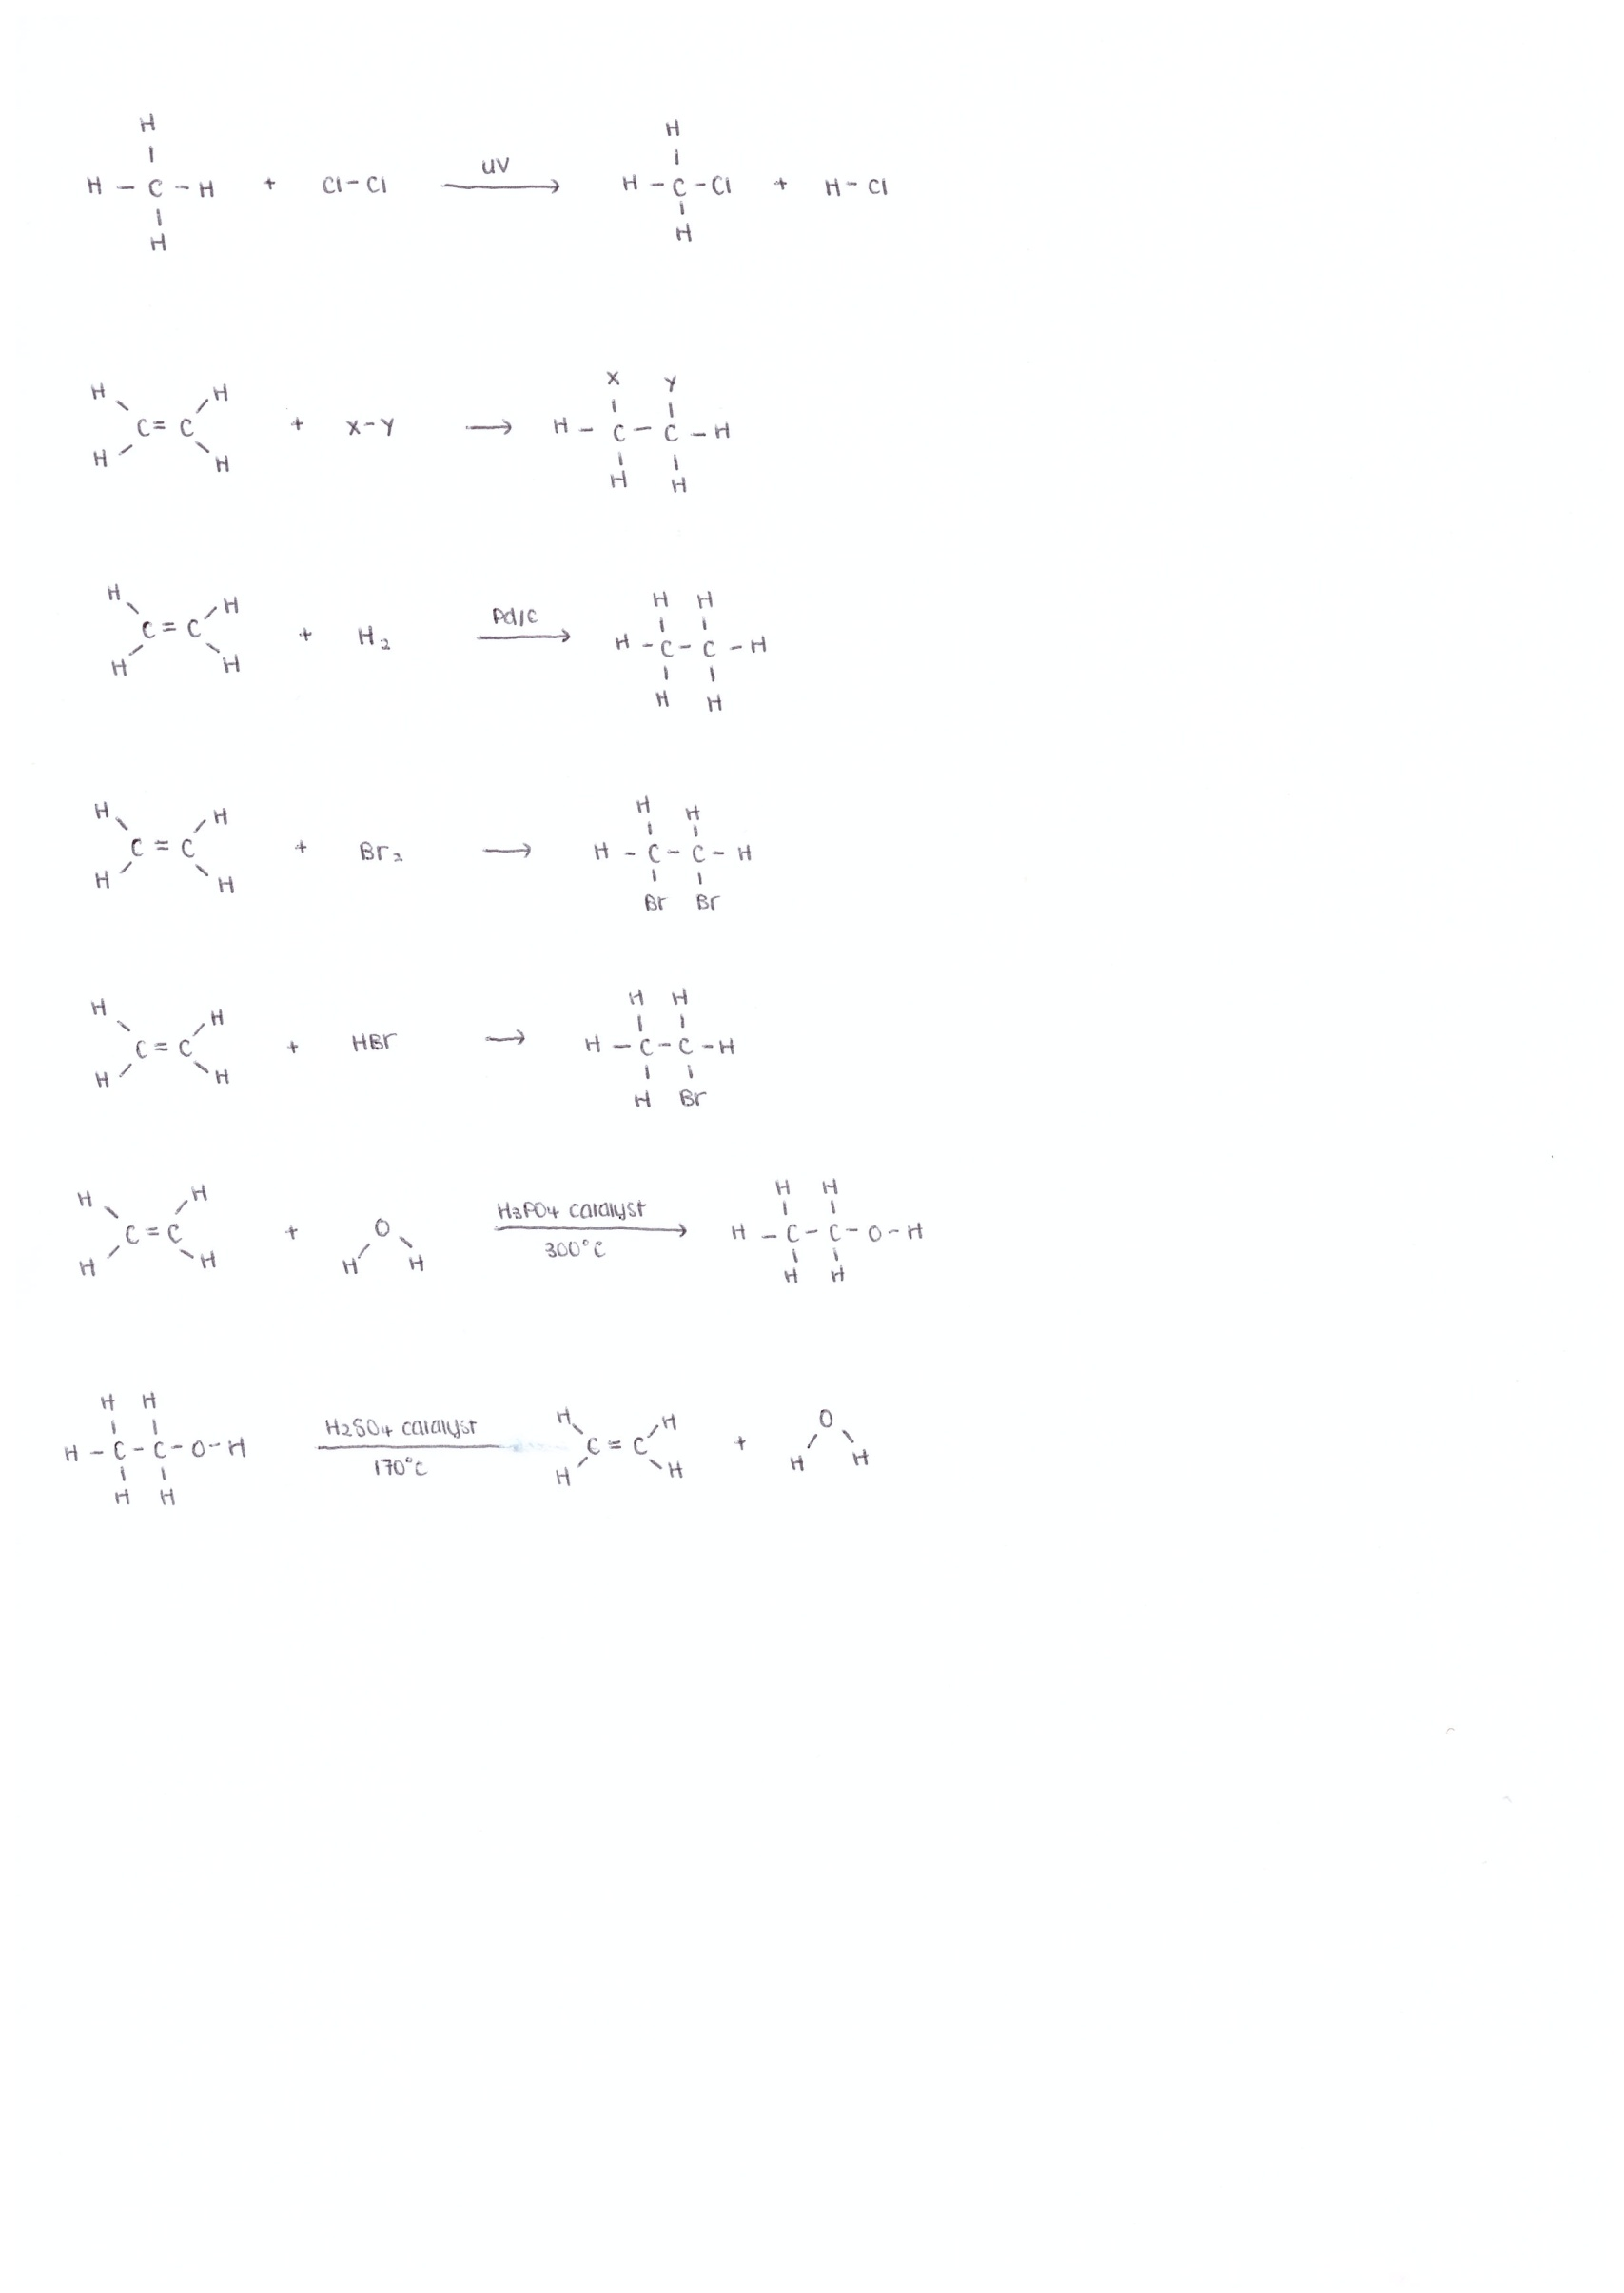 H
H - C - H + Cl-Cl uv → H - C - Cl + H - Cl
H
H
H
H
X Y
H H
C = C + X-Y → H - C - C - H
H H
H H
H H
H H
C = C + H₂ Pd/C → H - C - C - H
H H
H H
H H
H H
C = C + Br₂ → H - C - C - H
H H
Br Br
H H
H H
C = C + HBr → H - C - C - H
H H
H Br
H H
H H
C = C + O H₃PO₄ catalyst → H - C - C - O - H
H H H H 300°C
H H
H H
H - C - C - O - H H₂SO₄ catalyst C = C + O
170°C
H H
H H
H H
H H